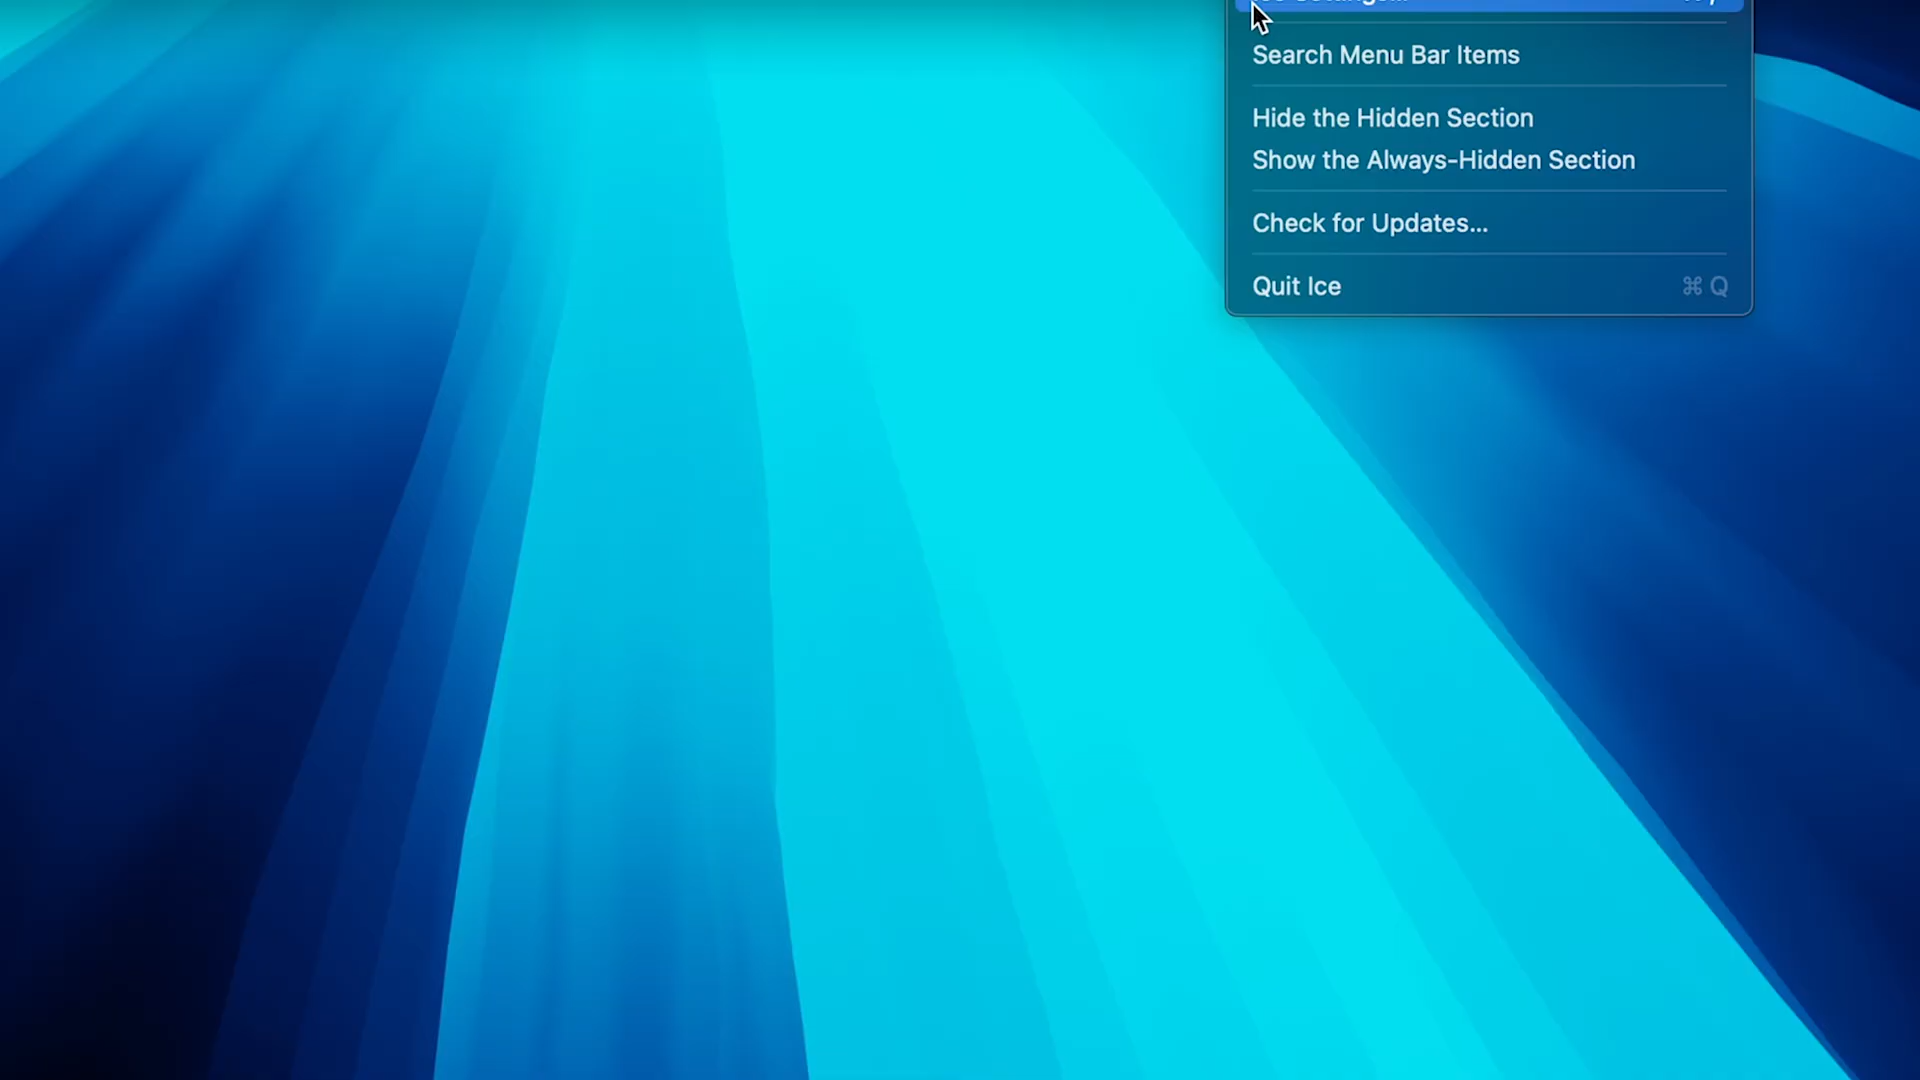 Search Menu Bar Items
Hide the Hidden Section
Show the Always-Hidden Section
Check for Updates...
Quit Ice ⌘ Q